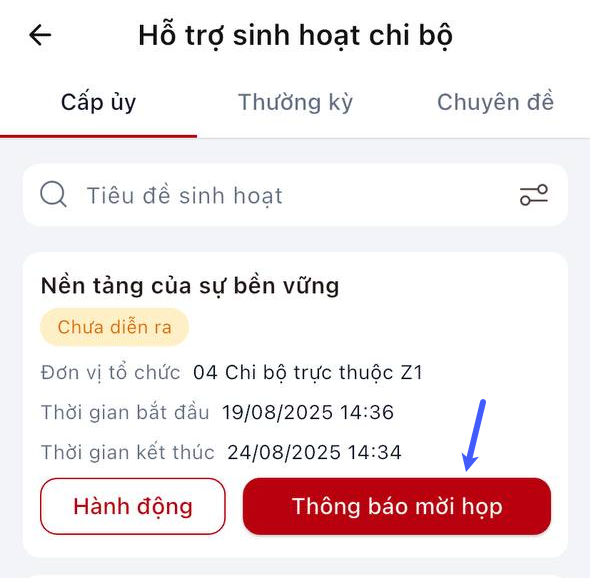 Hỗ trợ sinh hoạt chi bộ
Cấp ủy Thường kỳ Chuyên đề
Tiêu đề sinh hoạt
Nền tảng của sự bền vững
Chưa diễn ra
Đơn vị tổ chức 04 Chi bộ trực thuộc Z1
Thời gian bắt đầu 19/08/2025 14:36
Thời gian kết thúc 24/08/2025 14:34
Hành động Thông báo mời họp